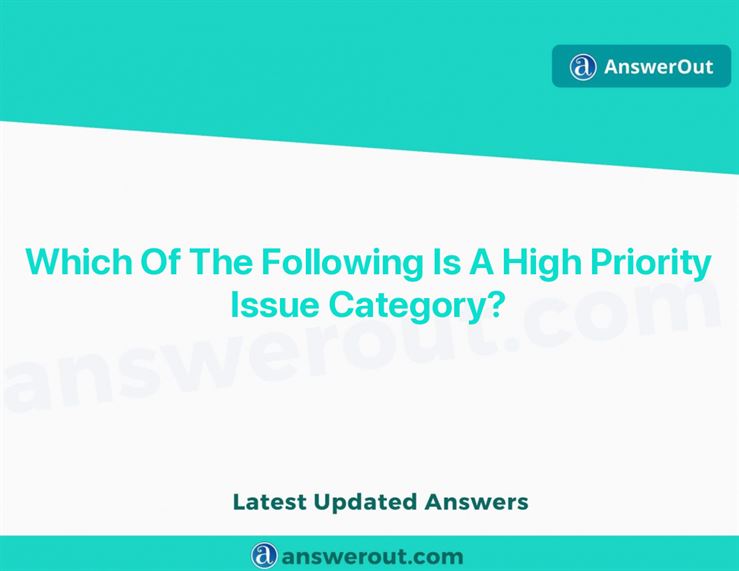 AnswerOut
Which Of The Following Is A High Priority
Issue Category?
answerout.com
Latest Updated Answers
answerout.com